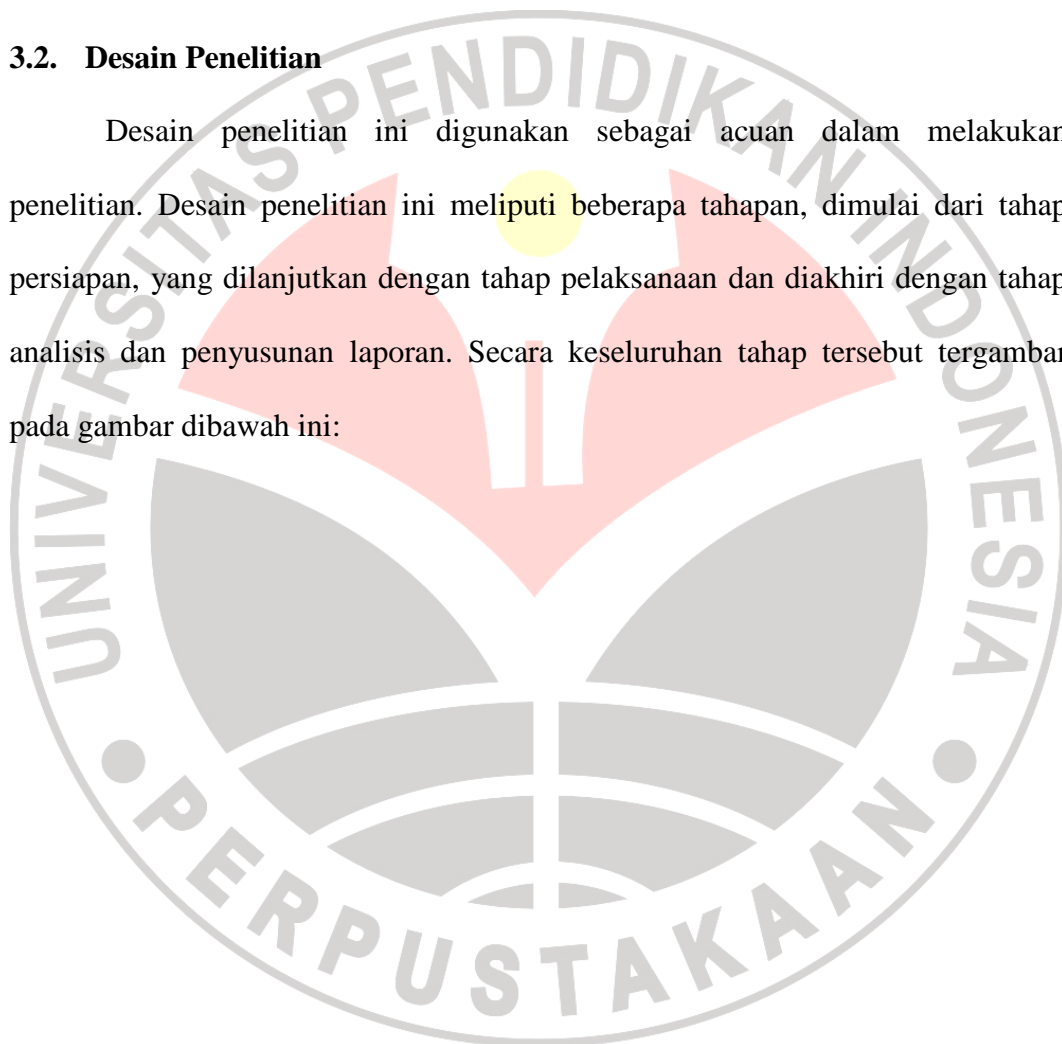 3.2. Desain Penelitian
Desain penelitian ini digunakan sebagai acuan dalam melakukan
penelitian. Desain penelitian ini meliputi beberapa tahapan, dimulai dari tahap
persiapan, yang dilanjutkan dengan tahap pelaksanaan dan diakhiri dengan tahap
analisis dan penyusunan laporan. Secara keseluruhan tahap tersebut tergambar
pada gambar dibawah ini:
UNIVERSITAS PENDIDIKAN INDONESIA
PERPUSTAKAAN